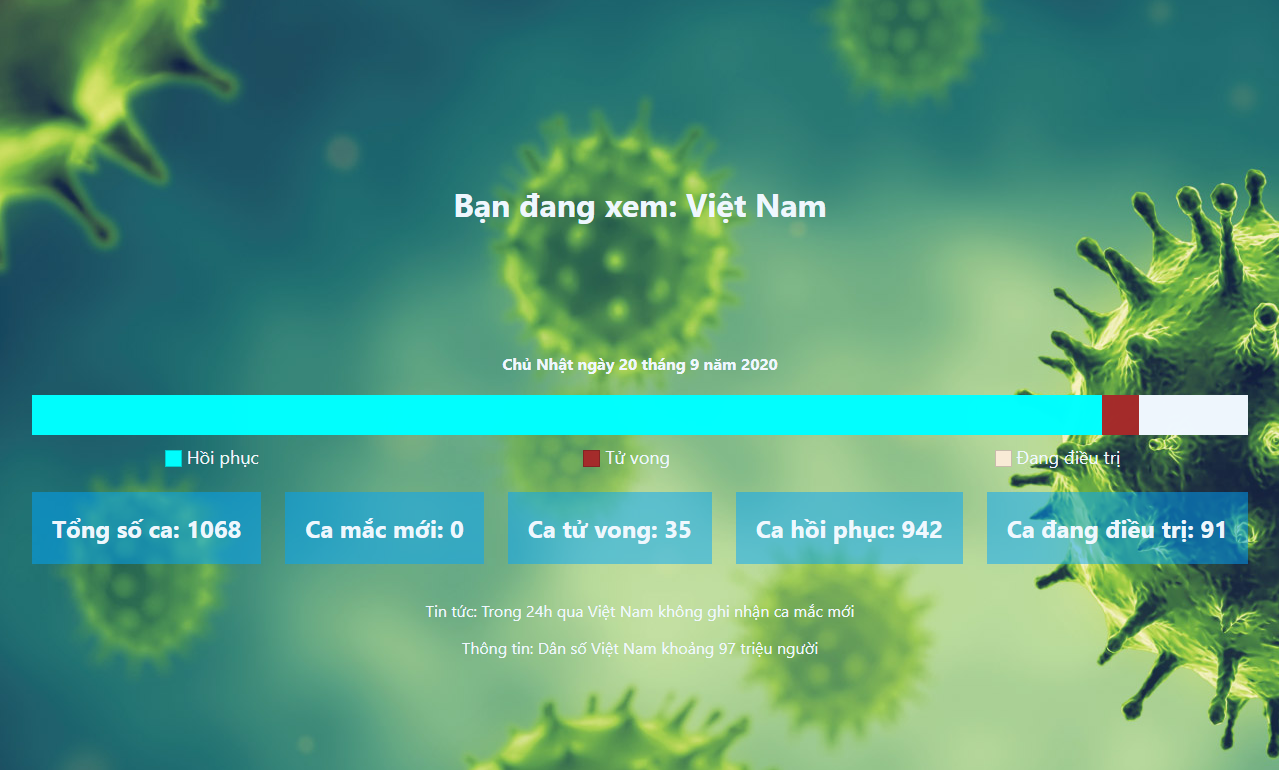 Bạn đang xem: Việt Nam
Chủ Nhật ngày 20 tháng 9 năm 2020
Hồi phục
Tử vong
Đang điều trị
Tổng số ca: 1068
Ca mắc mới: 0
Ca tử vong: 35
Ca hồi phục: 942
Ca đang điều trị: 91
Tin tức: Trong 24h qua Việt Nam không ghi nhận ca mắc mới
Thông tin: Dân số Việt Nam khoảng 97 triệu người